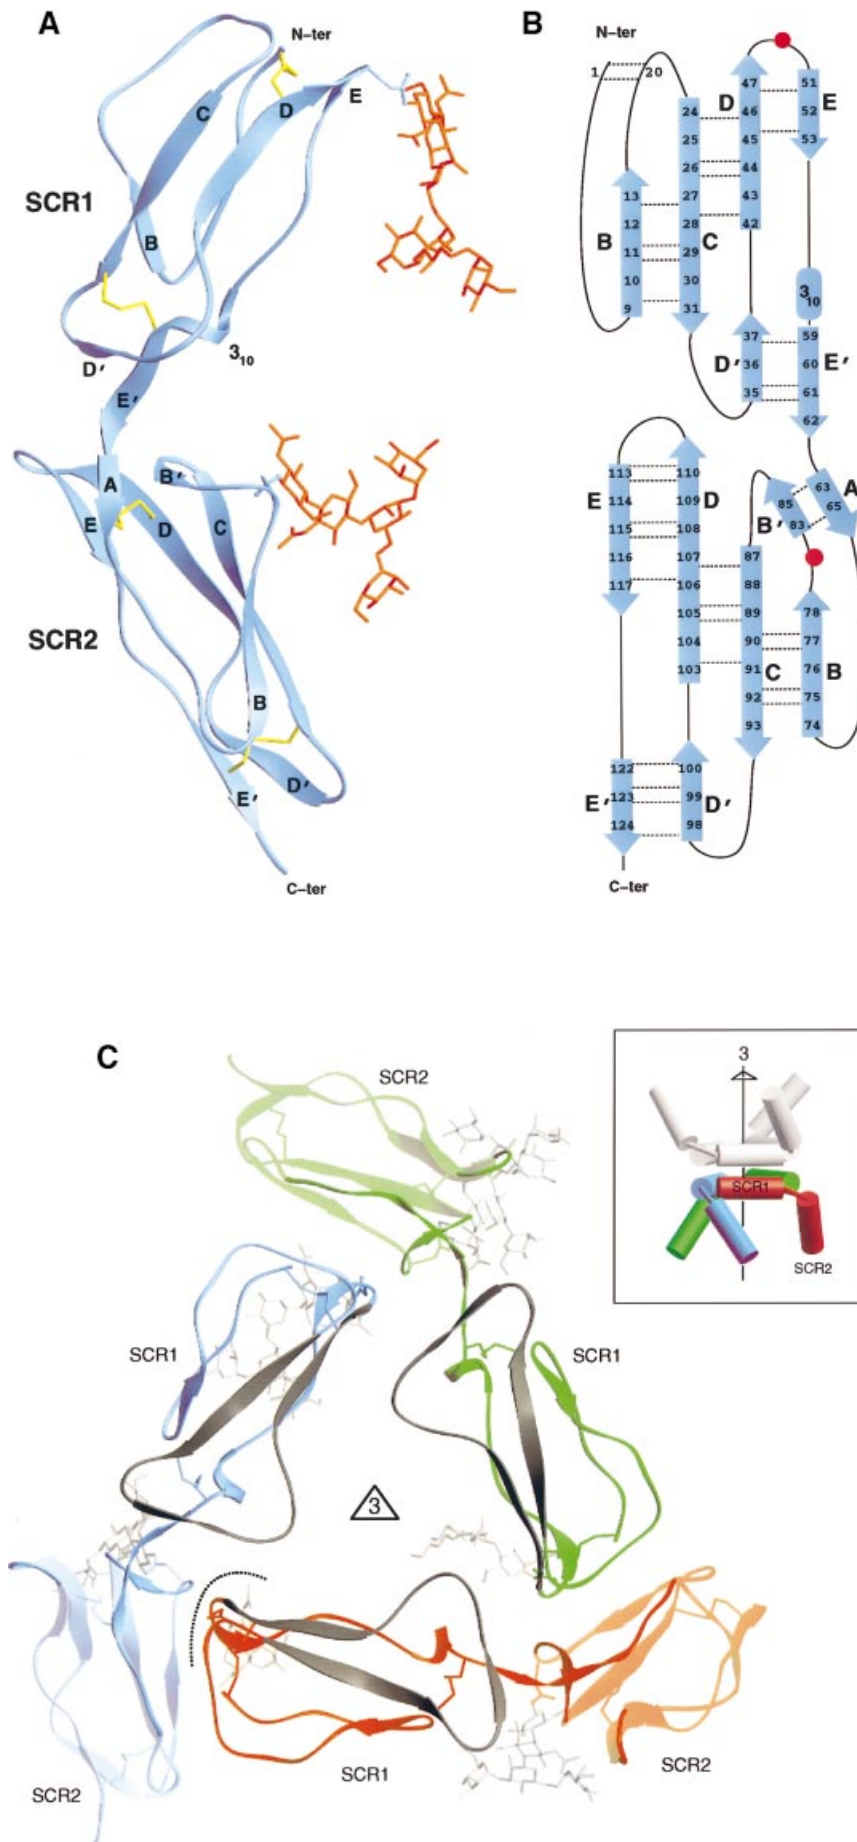 A
N-ter
E
C
D
SCR1
B
D'
3₁₀
E'
A
B'
E
D
C
SCR2
B
D'
E'
C-ter
B
N-ter
1
20
47
51
D
E
24
46
52
25
45
53
26
44
13
27
43
12
28
42
B
11
C
29
10
30
3₁₀
9
31
37
59
D'
36
E'
60
35
61
62
113
110
63
A
E
114
D
109
85
65
B'
115
108
83
116
107
87
117
106
88
105
89
78
104
90
77
103
91
76
C
B
92
75
93
74
122
100
E'
123
D'
99
124
98
C-ter
C
SCR2
3
SCR1
SCR2
SCR1
SCR1
3
SCR1
SCR2
SCR2